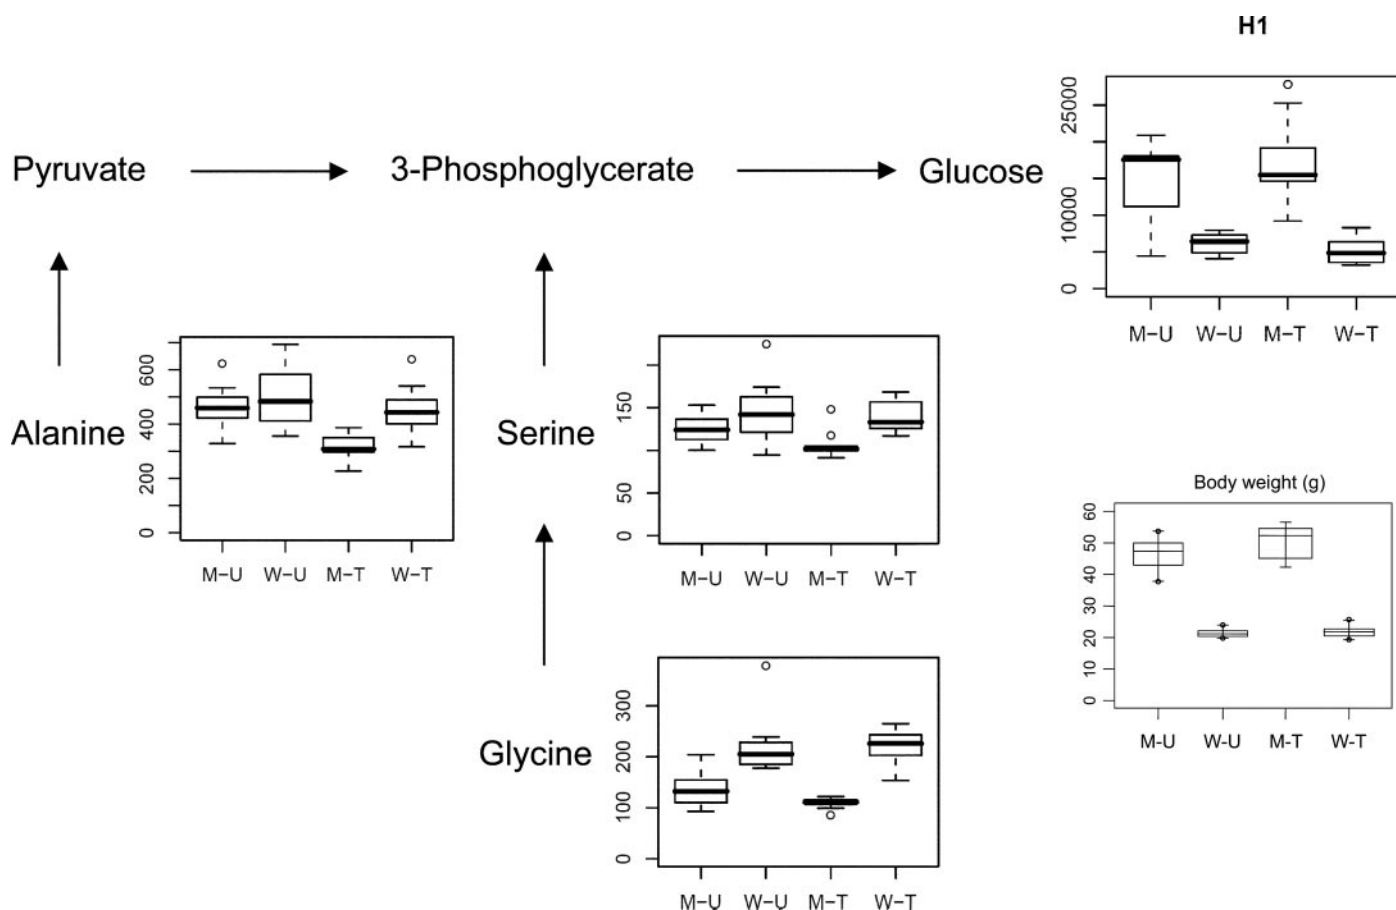 H1
25000
10000
0
M-U W-U M-T W-T
Pyruvate 3-Phosphoglycerate Glucose
600
400
200
0
M-U W-U M-T W-T
Alanine
150
50
0
M-U W-U M-T W-T
Serine
Body weight (g)
60
50
40
30
20
10
0
M-U W-U M-T W-T
300
200
100
0
M-U W-U M-T W-T
Glycine